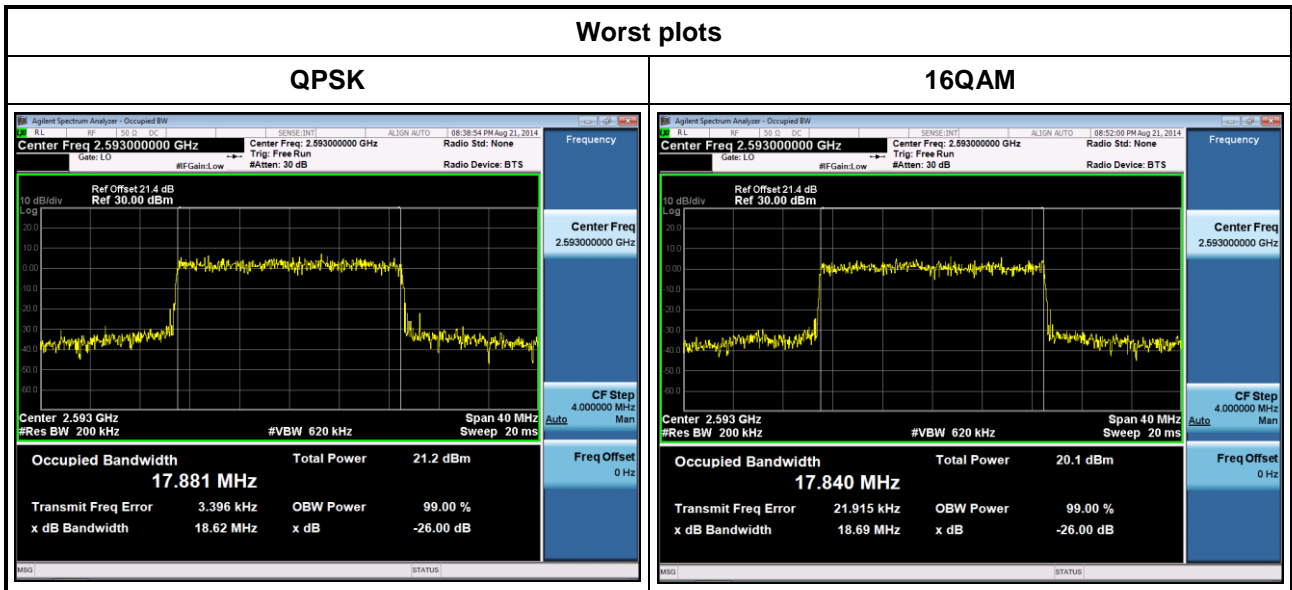 Worst plots
QPSK
16QAM
Agilent Spectrum Analyzer - Occupied BW
RL RF 50 Ω DC SENSE:INT ALIGN AUTO 08:38:54 PM Aug 21, 2014
Center Freq 2.593000000 GHz
Center Freq: 2.593000000 GHz
Radio Std: None
Gate: LO
Trig: Free Run
#IFGain:Low
#Atten: 30 dB
Radio Device: BTS
Ref Offset 21.4 dB
10 dB/div Ref 30.00 dBm
Log
20.0
10.0
0.00
-10.0
-20.0
-30.0
-40.0
-50.0
-60.0
Center 2.593 GHz
Span 40 MHz
#Res BW 200 kHz
#VBW 620 kHz
Sweep 20 ms
Occupied Bandwidth
Total Power 21.2 dBm
17.881 MHz
Transmit Freq Error 3.396 kHz OBW Power 99.00 %
x dB Bandwidth 18.62 MHz x dB -26.00 dB
MSG
STATUS
Frequency
Center Freq
2.593000000 GHz
CF Step
4.000000 MHz
Auto Man
Freq Offset
0 Hz
Agilent Spectrum Analyzer - Occupied BW
RL RF 50 Ω DC SENSE:INT ALIGN AUTO 08:52:00 PM Aug 21, 2014
Center Freq 2.593000000 GHz
Center Freq: 2.593000000 GHz
Radio Std: None
Gate: LO
Trig: Free Run
#IFGain:Low
#Atten: 30 dB
Radio Device: BTS
Ref Offset 21.4 dB
10 dB/div Ref 30.00 dBm
Log
20.0
10.0
0.00
-10.0
-20.0
-30.0
-40.0
-50.0
-60.0
Center 2.593 GHz
Span 40 MHz
#Res BW 200 kHz
#VBW 620 kHz
Sweep 20 ms
Occupied Bandwidth
Total Power 20.1 dBm
17.840 MHz
Transmit Freq Error 21.915 kHz OBW Power 99.00 %
x dB Bandwidth 18.69 MHz x dB -26.00 dB
MSG
STATUS
Frequency
Center Freq
2.593000000 GHz
CF Step
4.000000 MHz
Auto Man
Freq Offset
0 Hz